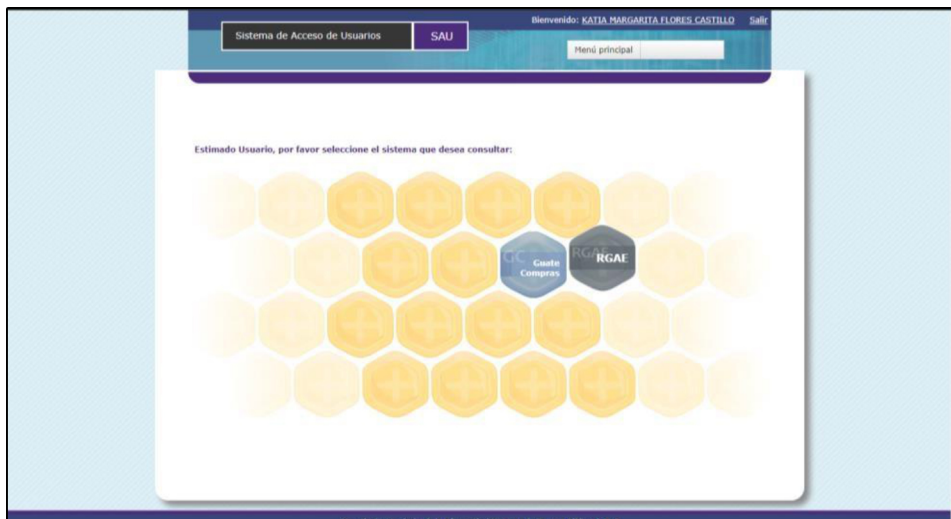 Bienvenido: KATIA MARGARITA FLORES CASTILLO Salir
Sistema de Acceso de Usuarios SAU
Menú principal
Estimado Usuario, por favor seleccione el sistema que desea consultar:
GC Guate Compras
RGAE RGAE